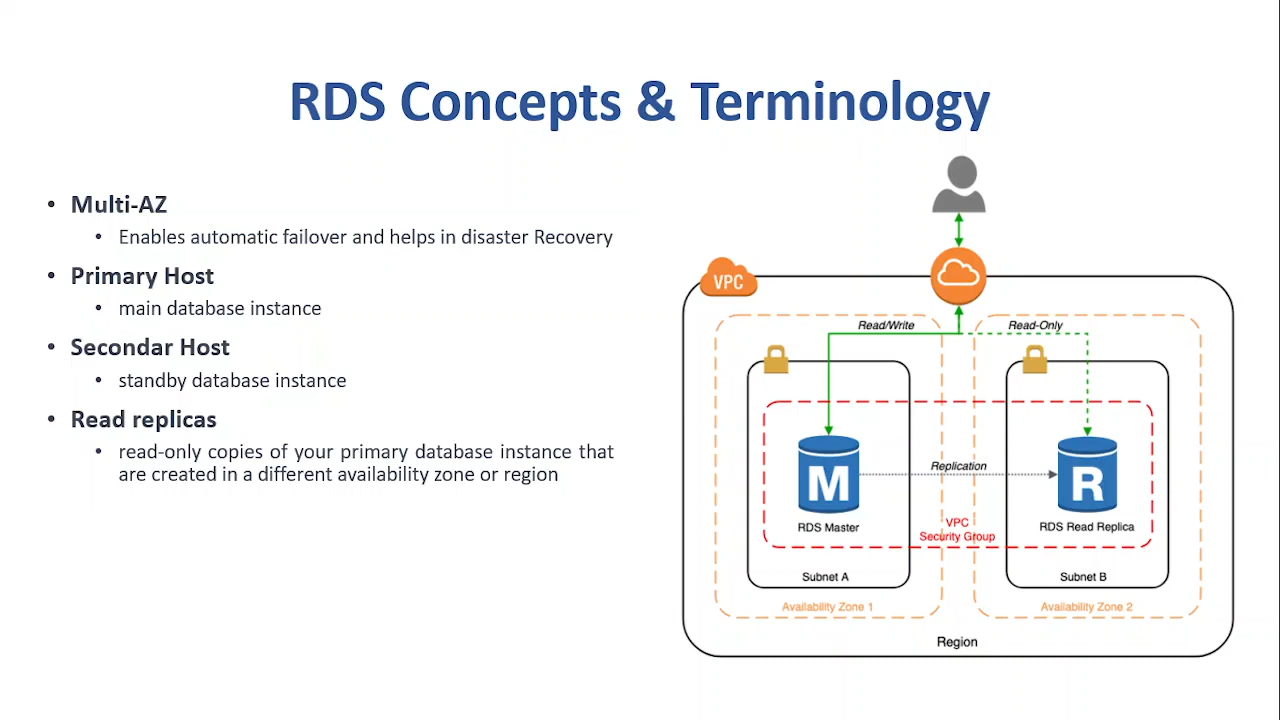 RDS Concepts & Terminology
• Multi-AZ
• Enables automatic failover and helps in disaster Recovery
• Primary Host
• main database instance
• Secondar Host
• standby database instance
• Read replicas
• read-only copies of your primary database instance that
are created in a different availability zone or region
VPC
Read/Write
Read-Only
M
Replication
R
RDS Master
RDS Read Replica
VPC
Security Group
Subnet A
Subnet B
Availability Zone 1
Availability Zone 2
Region